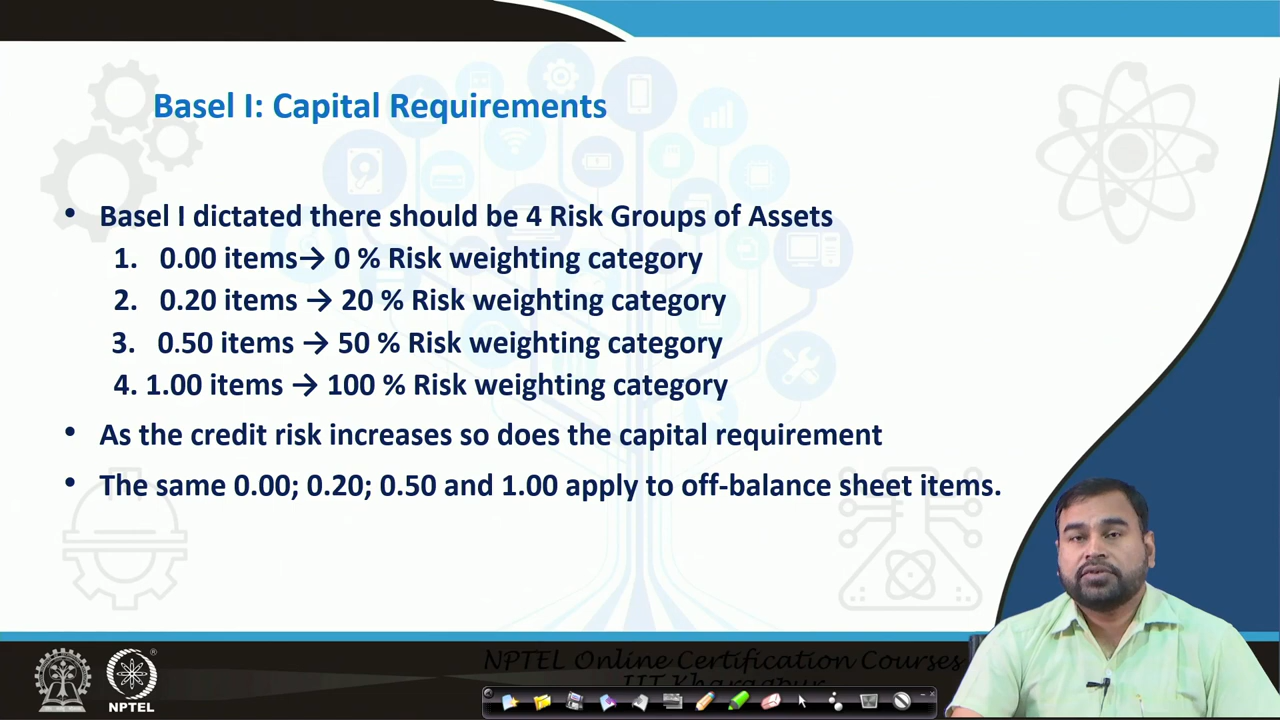 Basel I: Capital Requirements
• Basel I dictated there should be 4 Risk Groups of Assets
1. 0.00 items→ 0 % Risk weighting category
2. 0.20 items → 20 % Risk weighting category
3. 0.50 items → 50 % Risk weighting category
4. 1.00 items → 100 % Risk weighting category
• As the credit risk increases so does the capital requirement
• The same 0.00; 0.20; 0.50 and 1.00 apply to off-balance sheet items.
NPTEL Online Certification Courses
IIT Kharagpur
NPTEL